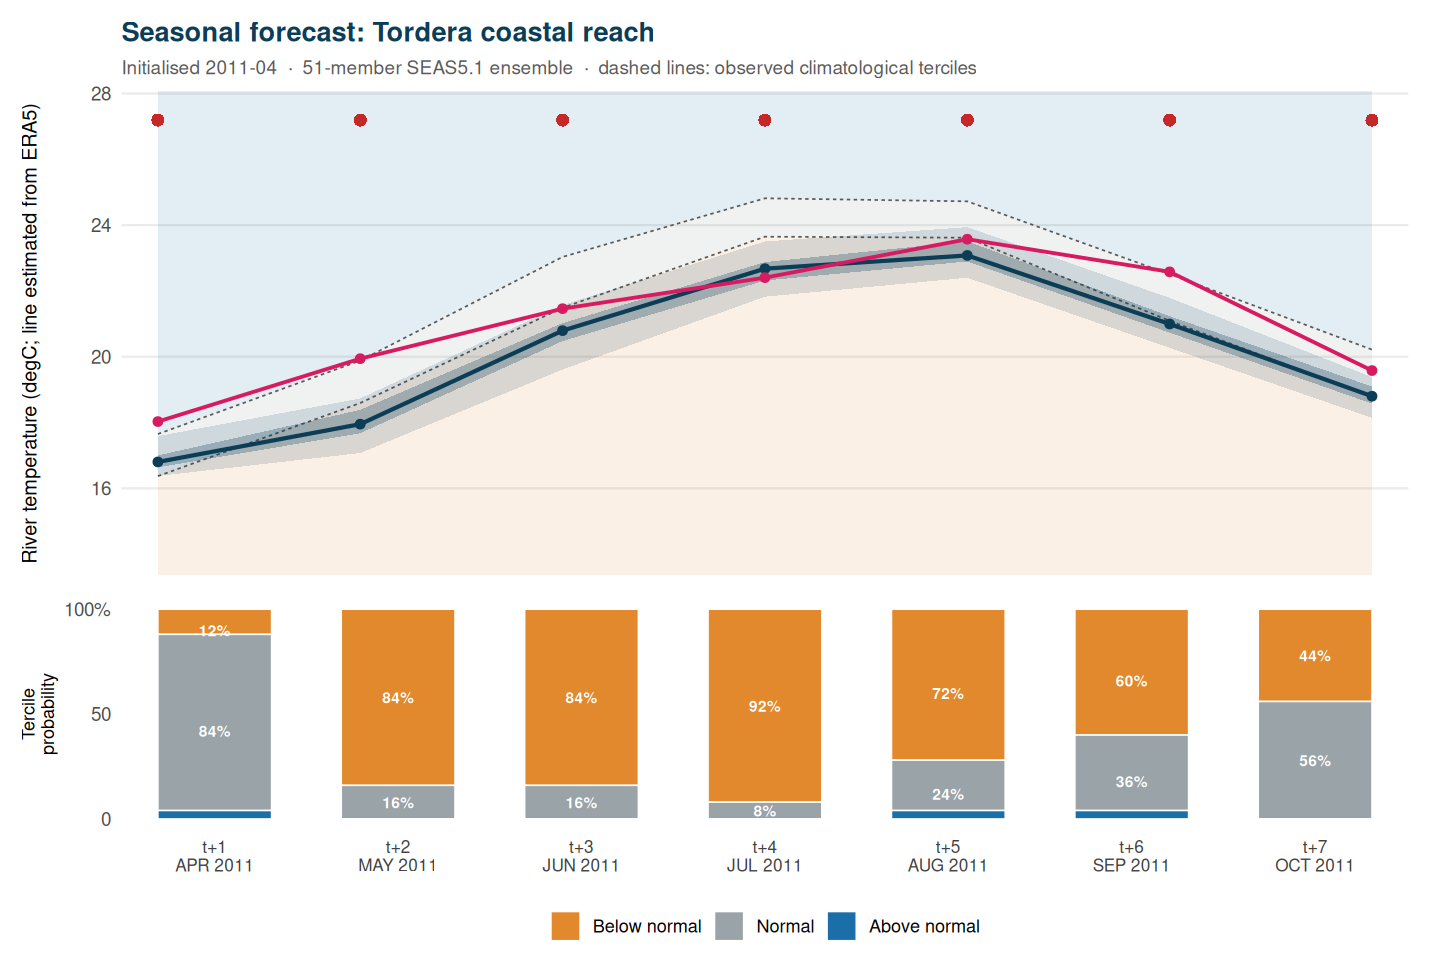 Seasonal forecast: Tordera coastal reach
Initialised 2011-04 · 51-member SEAS5.1 ensemble · dashed lines: observed climatological terciles
River temperature (degC; line estimated from ERA5)
28
24
20
16
Tercile
probability
100%
50
0
12%
84%
84%
16%
84%
16%
92%
8%
72%
24%
60%
36%
44%
56%
t+1
APR 2011
t+2
MAY 2011
t+3
JUN 2011
t+4
JUL 2011
t+5
AUG 2011
t+6
SEP 2011
t+7
OCT 2011
Below normal
Normal
Above normal